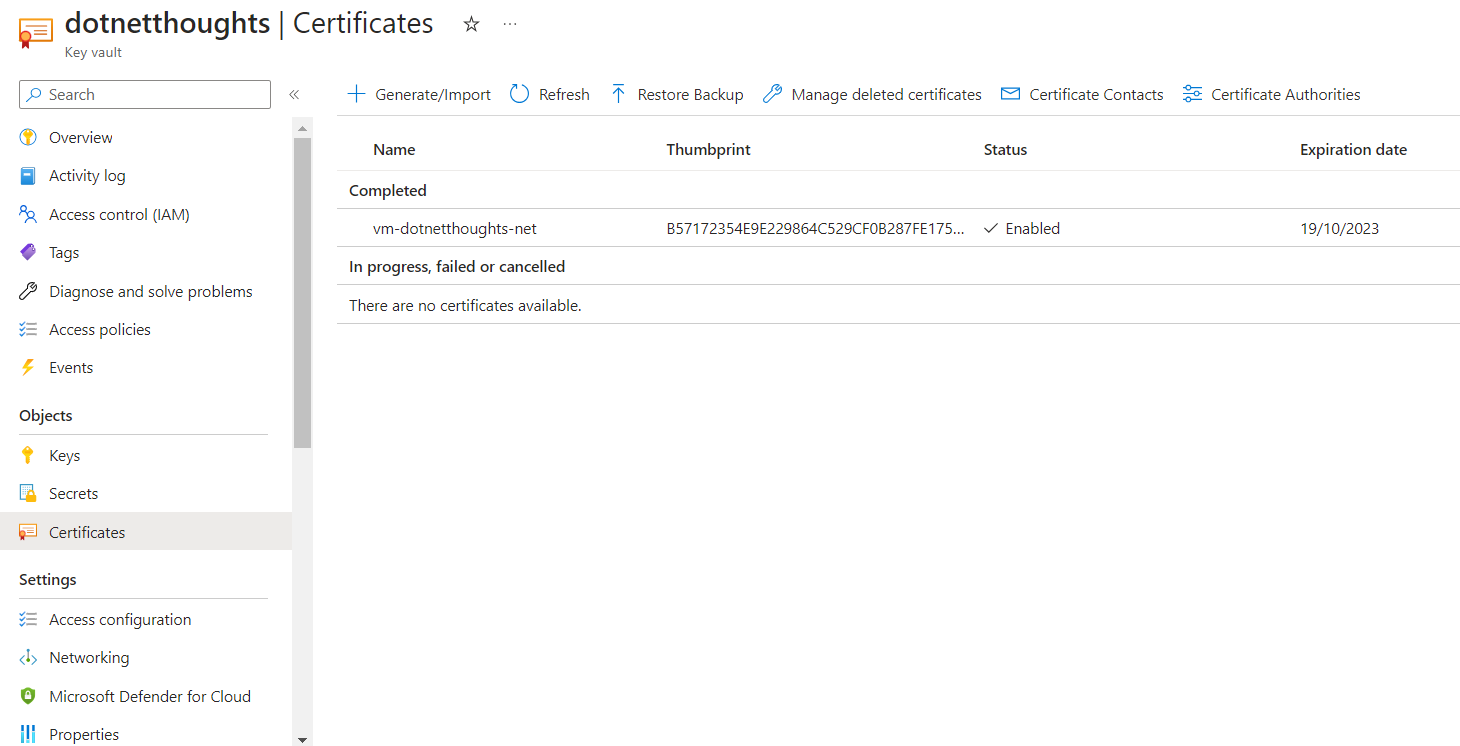 dotnetthoughts | Certificates
Key vault
Search
Overview
Activity log
Access control (IAM)
Tags
Diagnose and solve problems
Access policies
Events
Objects
Keys
Secrets
Certificates
Settings
Access configuration
Networking
Microsoft Defender for Cloud
Properties
Generate/Import Refresh Restore Backup Manage deleted certificates Certificate Contacts Certificate Authorities
Name Thumbprint Status Expiration date
Completed
vm-dotnetthoughts-net B57172354E9E229864C529CF0B287FE175... Enabled 19/10/2023
In progress, failed or cancelled
There are no certificates available.